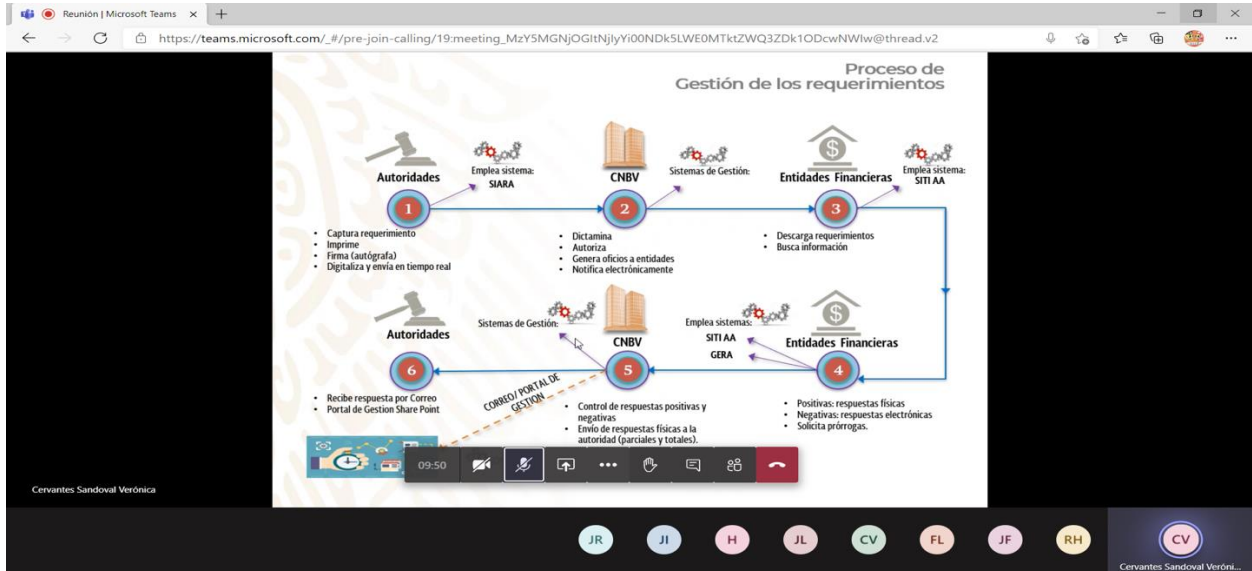 Reunión | Microsoft Teams
https://teams.microsoft.com/_#/pre-join-calling/19:meeting_MzY5MGNjOGItNjIyYi00NDk5LWE0MTktZWQ3ZDk1ODcwNWIw@thread.v2
Proceso de
Gestión de los requerimientos
Autoridades
Emplea sistema:
SIARA
1
• Captura requerimiento
• Imprime
• Firma (autógrafa)
• Digitaliza y envía en tiempo real
CNBV
Sistemas de Gestión:
2
• Dictamina
• Autoriza
• Genera oficios a entidades
• Notifica electrónicamente
Entidades Financieras
Emplea sistema:
SITI AA
3
• Descarga requerimientos
• Busca información
Autoridades
6
• Recibe respuesta por Correo
• Portal de Gestion Share Point
Sistemas de Gestión:
CNBV
5
CORREO/ PORTAL DE
GESTION
• Control de respuestas positivas y
negativas
• Envío de respuestas físicas a la
autoridad (parciales y totales).
Emplea sistemas:
SITI AA
GERA
Entidades Financieras
4
• Positivas: respuestas físicas
• Negativas: respuestas electrónicas
• Solicita prórrogas.
09:50
Cervantes Sandoval Verónica
JR
JI
H
JL
CV
FL
JF
RH
CV
Cervantes Sandoval Veróni...